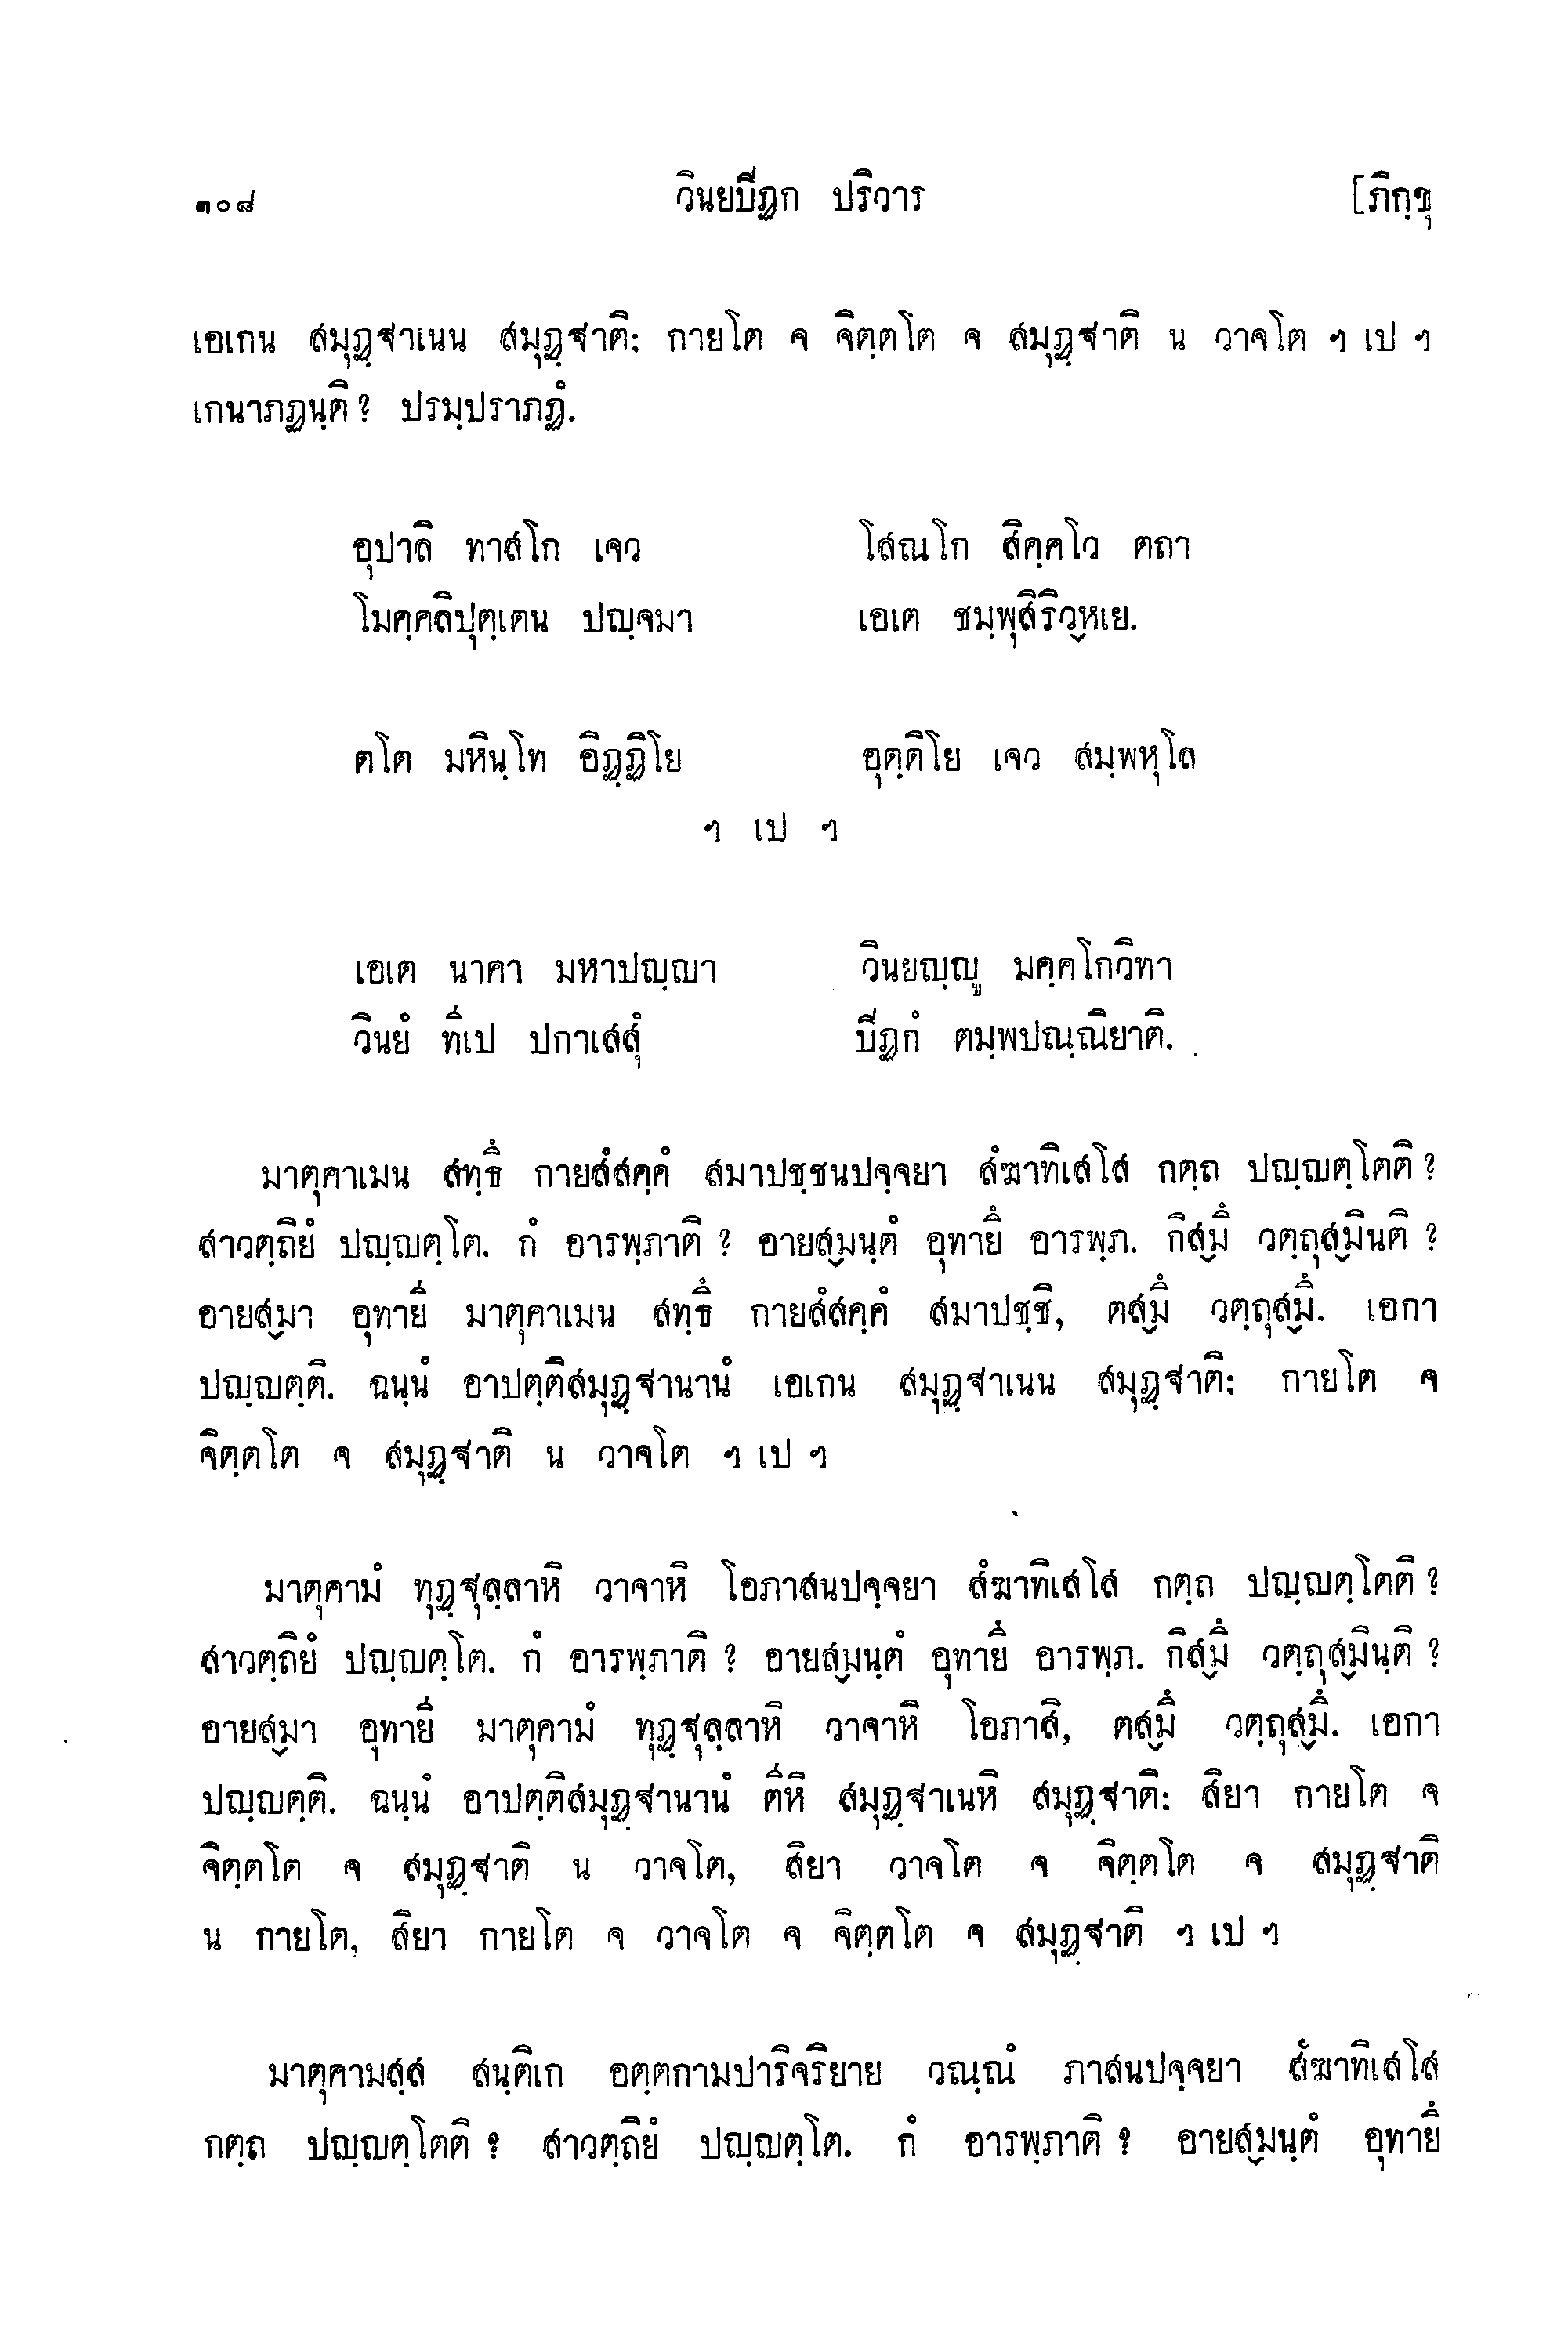 ๑๐๘ วินยปีฏก ปริวาร [ภิกฺขุ
เอเกน สมุฏฺฐาเนน สมุฏฺฐาติ: กายโต จ จิตฺตโต จ สมุฏฺฐาติ น วาจโต ฯ เป ฯ
เกนาภฏนฺติ? ปรมฺปราภฏํ.
อุปาลิ ทาสโก เจว โสณโก สิคฺคโว ตถา
โมคฺคลิปุตฺเตน ปญฺจมา เอเต ชมฺพุสิริวฺหเย.
ตโต มหินฺโท อิฏฺฏิโย อุตฺติโย เจว สมฺพหุโล
ฯ เป ฯ
เอเต นาคา มหาปญฺญา วินยญฺญู มคฺคโกวิทา
วินยํ ทีเป ปกาเสสุํ ปีฏกํ ตมฺพปณฺณิยาติ.
มาตุคาเมน สทฺธึ กายสํสคฺคํ สมาปชฺชนปจฺจยา สํฆาทิเสโส กตฺถ ปญฺญตฺโตติ?
สาวตฺถิยํ ปญฺญตฺโต. กํ อารพฺภาติ? อายสฺมนฺตํ อุทายึ อารพฺภ. กิสฺมึ วตฺถุสฺมินติ?
อายสฺมา อุทายี มาตุคาเมน สทฺธึ กายสํสคฺคํ สมาปชฺชิ, ตสฺมึ วตฺถุสฺมึ. เอกา
ปญฺญตฺติ. ฉนฺนํ อาปตฺติสมุฏฺฐานานํ เอเกน สมุฏฺฐาเนน สมุฏฺฐาติ: กายโต จ
จิตฺตโต จ สมุฏฺฐาติ น วาจโต ฯ เป ฯ
มาตุคามํ ทุฏฺฐุลฺลาหิ วาจาหิ โอภาสนปจฺจยา สํฆาทิเสโส กตฺถ ปญฺญตฺโตติ?
สาวตฺถิยํ ปญฺญตฺโต. กํ อารพฺภาติ? อายสฺมนฺตํ อุทายึ อารพฺภ. กิสฺมึ วตฺถุสฺมินฺติ?
อายสฺมา อุทายี มาตุคามํ ทุฏฺฐุลฺลาหิ วาจาหิ โอภาสิ, ตสฺมึ วตฺถุสฺมึ. เอกา
ปญฺญตฺติ. ฉนฺนํ อาปตฺติสมุฏฺฐานานํ ตีหิ สมุฏฺฐาเนหิ สมุฏฺฐาติ: สิยา กายโต จ
จิตฺตโต จ สมุฏฺฐาติ น วาจโต, สิยา วาจโต จ จิตฺตโต จ สมุฏฺฐาติ
น กายโต, สิยา กายโต จ วาจโต จ จิตฺตโต จ สมุฏฺฐาติ ฯ เป ฯ
มาตุคามสฺส สนฺติเก อตฺตกามปาริจริยาย วณฺณํ ภาสนปจฺจยา สํฆาทิเสโส
กตฺถ ปญฺญตฺโตติ? สาวตฺถิยํ ปญฺญตฺโต. กํ อารพฺภาติ? อายสฺมนฺตํ อุทายึ